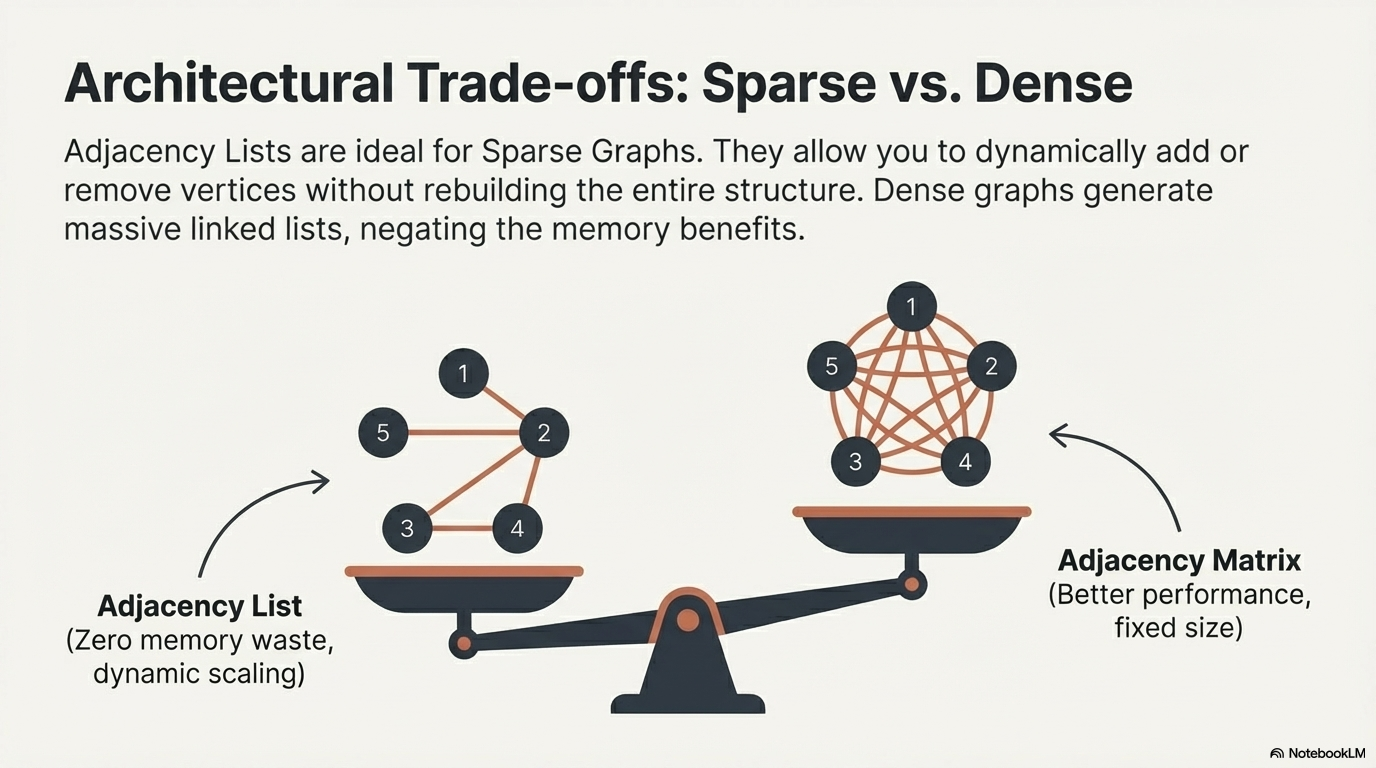 Architectural Trade-offs: Sparse vs. Dense
Adjacency Lists are ideal for Sparse Graphs. They allow you to dynamically add or
remove vertices without rebuilding the entire structure. Dense graphs generate
massive linked lists, negating the memory benefits.
1
5
2
3
4
1
5
2
3
4
Adjacency List
(Zero memory waste,
dynamic scaling)
Adjacency Matrix
(Better performance,
fixed size)
NotebookLM